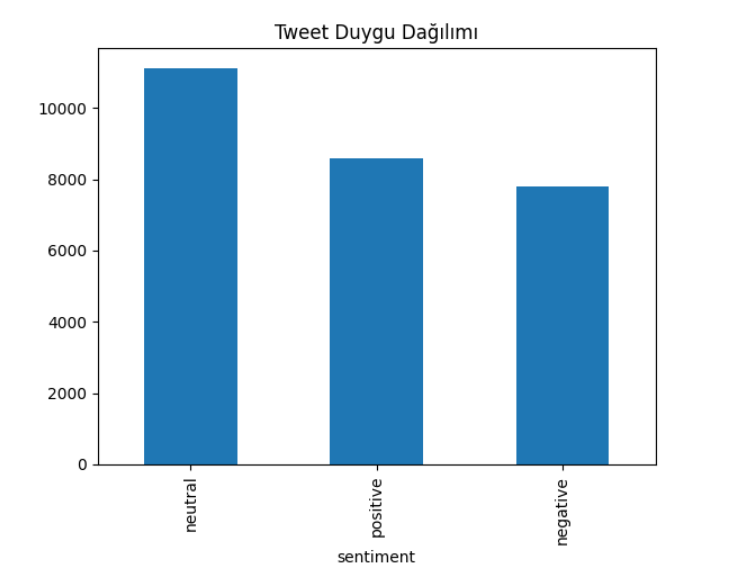 Tweet Duygu Dağılımı
10000
8000
6000
4000
2000
0
neutral
positive
negative
sentiment